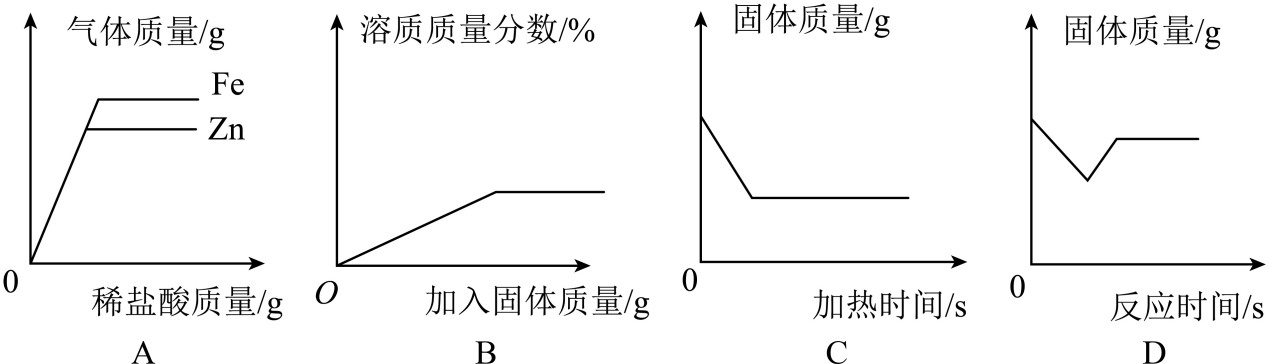 气体质量/g
Fe
Zn
0
稀盐酸质量/g
A
溶质质量分数/%
O
加入固体质量/g
B
固体质量/g
0
加热时间/s
C
固体质量/g
0
反应时间/s
D